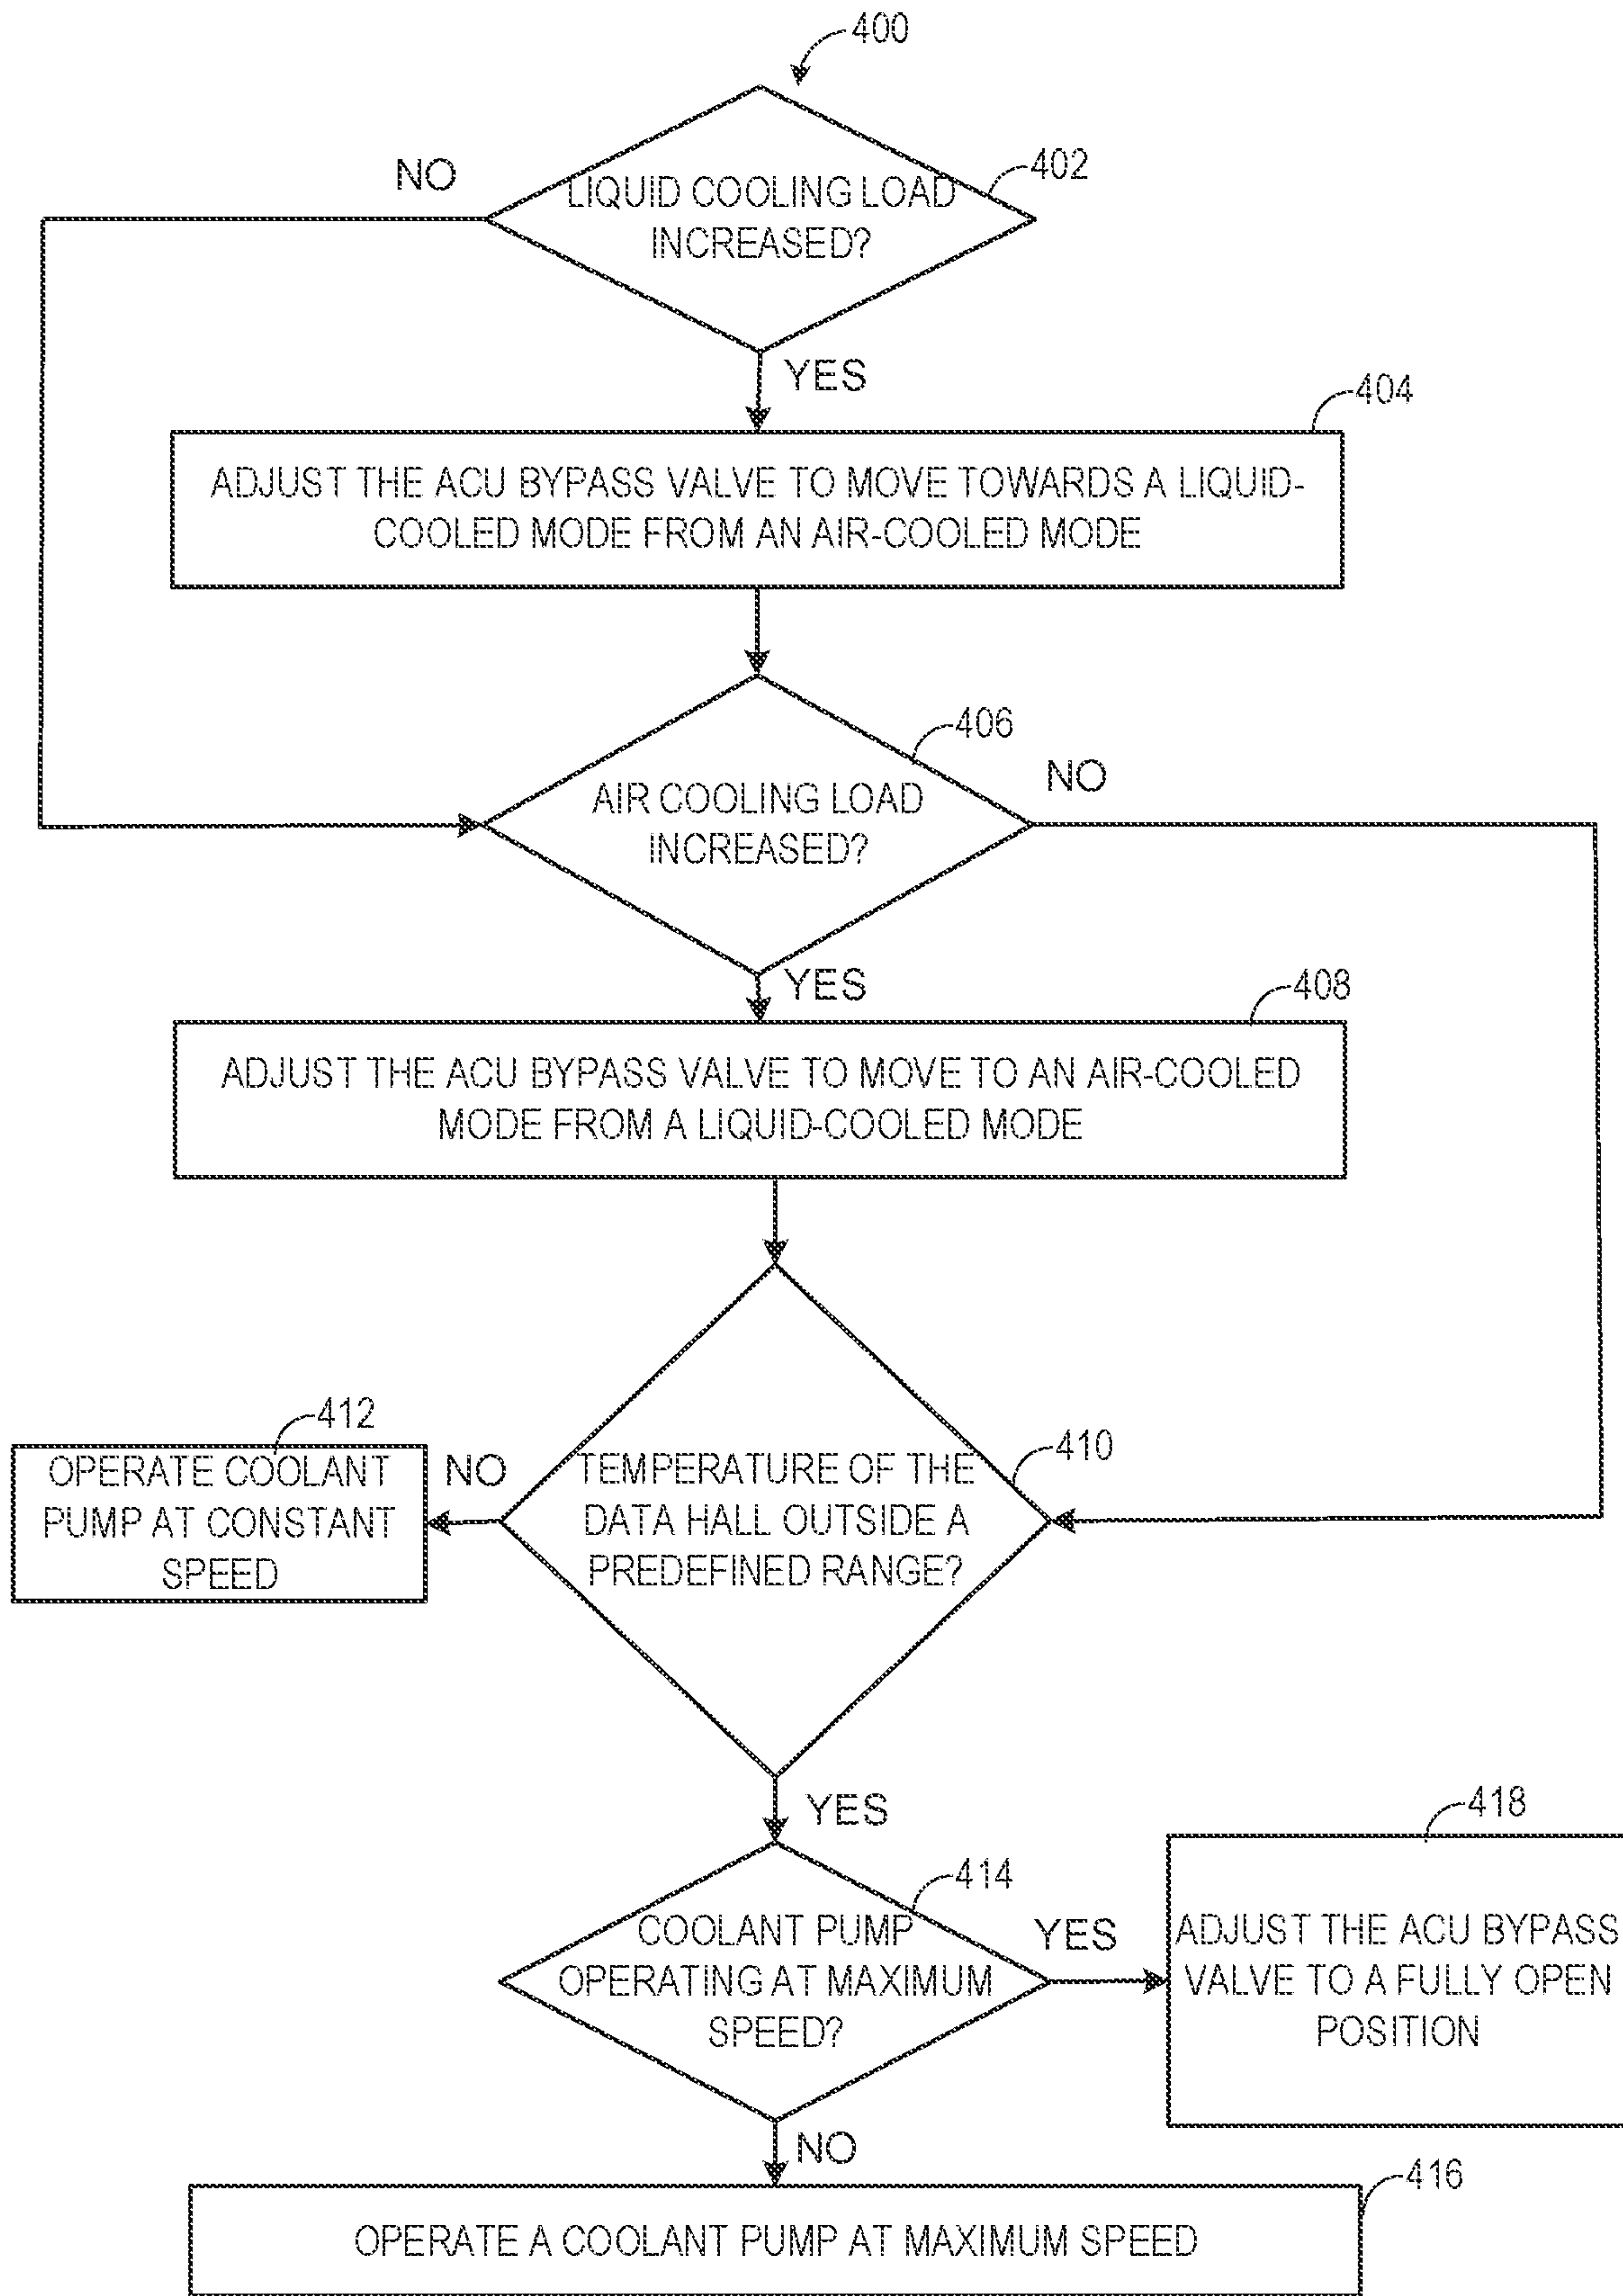 400
NO
402
LIQUID COOLING LOAD
INCREASED?
YES
404
ADJUST THE ACU BYPASS VALVE TO MOVE TOWARDS A LIQUID-
COOLED MODE FROM AN AIR-COOLED MODE
406
NO
AIR COOLING LOAD
INCREASED?
YES
408
ADJUST THE ACU BYPASS VALVE TO MOVE TO AN AIR-COOLED
MODE FROM A LIQUID-COOLED MODE
412
OPERATE COOLANT
PUMP AT CONSTANT
SPEED
NO
410
TEMPERATURE OF THE
DATA HALL OUTSIDE A
PREDEFINED RANGE?
YES
414
COOLANT PUMP
OPERATING AT MAXIMUM
SPEED?
YES
418
ADJUST THE ACU BYPASS
VALVE TO A FULLY OPEN
POSITION
NO
416
OPERATE A COOLANT PUMP AT MAXIMUM SPEED